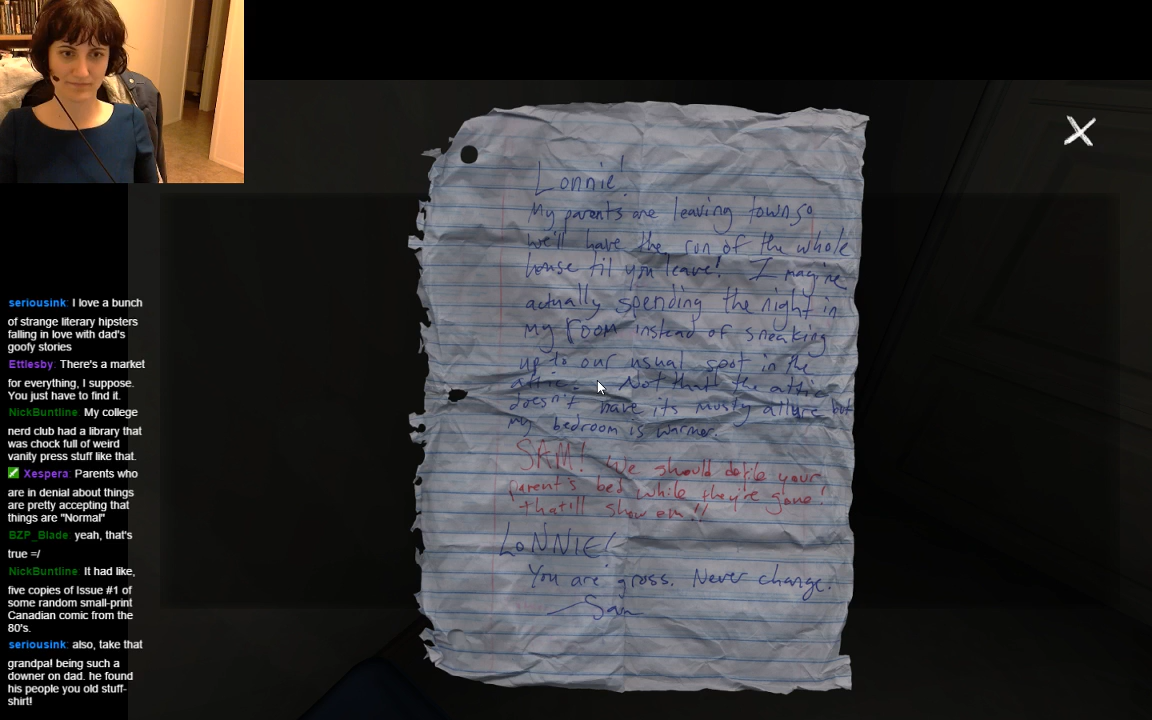 Lonnie!
My parents are leaving town so
we'll have the run of the whole
house til you leave! Imagine
actually spending the night in
my room instead of sneaking
up to our usual spot in the
attic. Not that the attic
doesn't have its musty allure but
my bedroom is warmer.
SAM! We should defile your
parent's bed while they're gone!
that'll show em!!
LONNIE!
You are gross. Never change.
Sam
seriousink: I love a bunch
of strange literary hipsters
falling in love with dad's
goofy stories
Ettlesby: There's a market
for everything, I suppose.
You just have to find it.
NickBuntline: My college
nerd club had a library that
was chock full of weird
vanity press stuff like that.
Xespera: Parents who
are in denial about things
are pretty accepting that
things are "Normal"
BZP_Blade: yeah, that's
true =/
NickBuntline: It had like,
five copies of Issue #1 of
some random small-print
Canadian comic from the
80's.
seriousink: also, take that
grandpa! being such a
downer on dad. he found
his people you old stuff-
shirt!